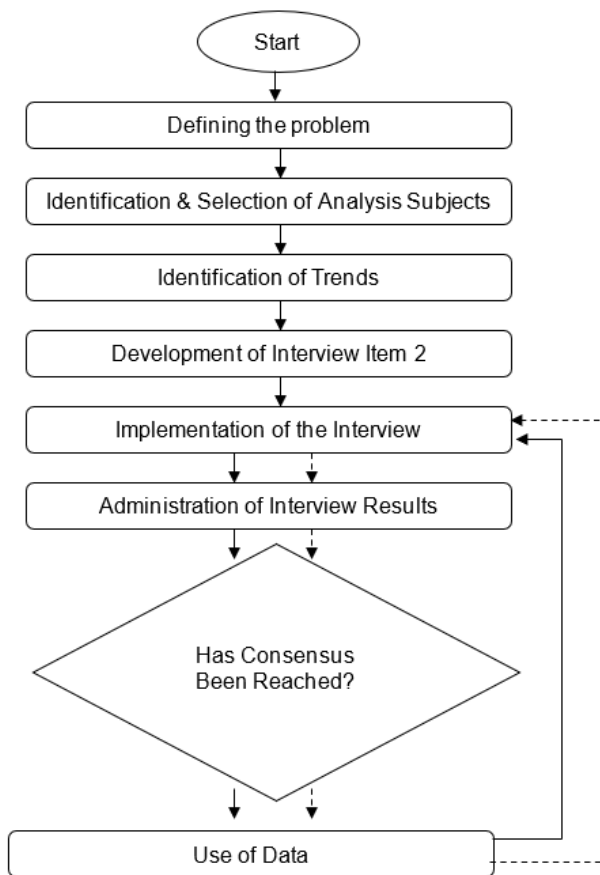 Start
Defining the problem
Identification & Selection of Analysis Subjects
Identification of Trends
Development of Interview Item 2
Implementation of the Interview
Administration of Interview Results
Has Consensus
Been Reached?
Use of Data